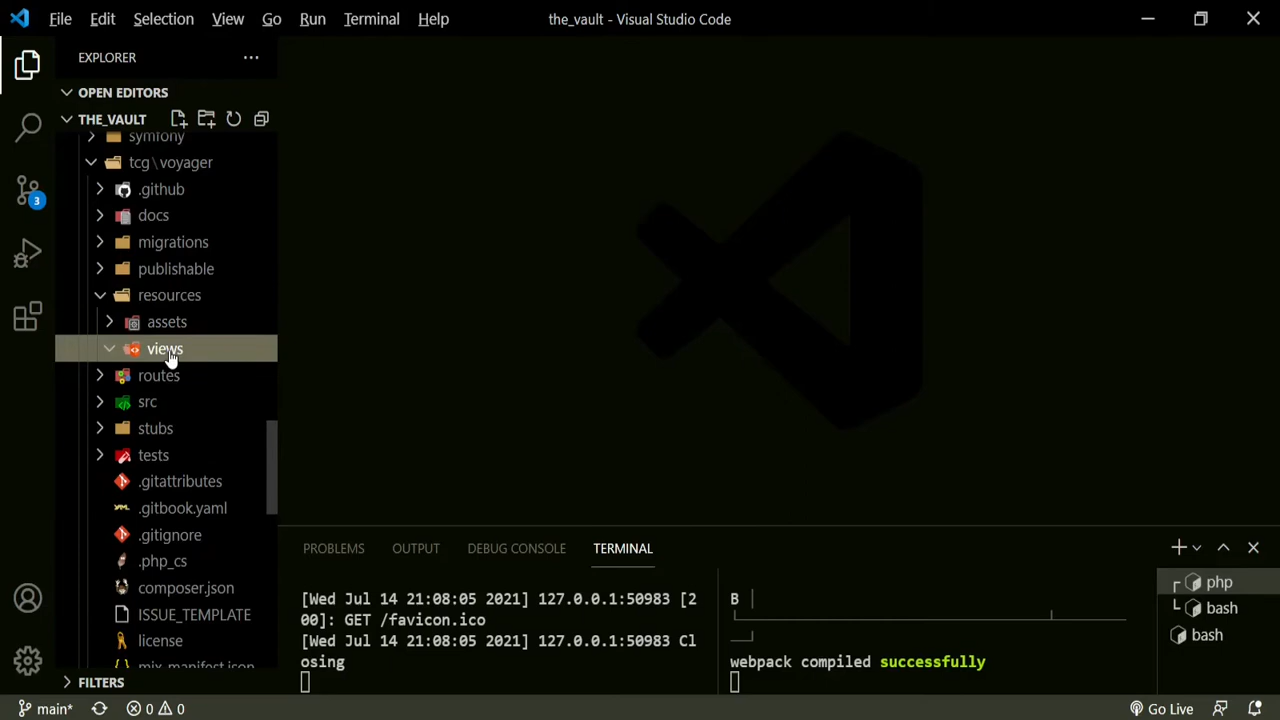 File Edit Selection View Go Run Terminal Help the_vault - Visual Studio Code
EXPLORER ...
OPEN EDITORS
THE_VAULT
symfony
tcg\voyager
.github
docs
migrations
publishable
resources
assets
views
routes
src
stubs
tests
.gitattributes
.gitbook.yaml
.gitignore
.php_cs
composer.json
ISSUE_TEMPLATE
license
mix-manifest.json
FILTERS
3
PROBLEMS OUTPUT DEBUG CONSOLE TERMINAL
[Wed Jul 14 21:08:05 2021] 127.0.0.1:50983 [2
00]: GET /favicon.ico
[Wed Jul 14 21:08:05 2021] 127.0.0.1:50983 Cl
osing
B
webpack compiled successfully
php
bash
bash
main* 0 0 Go Live